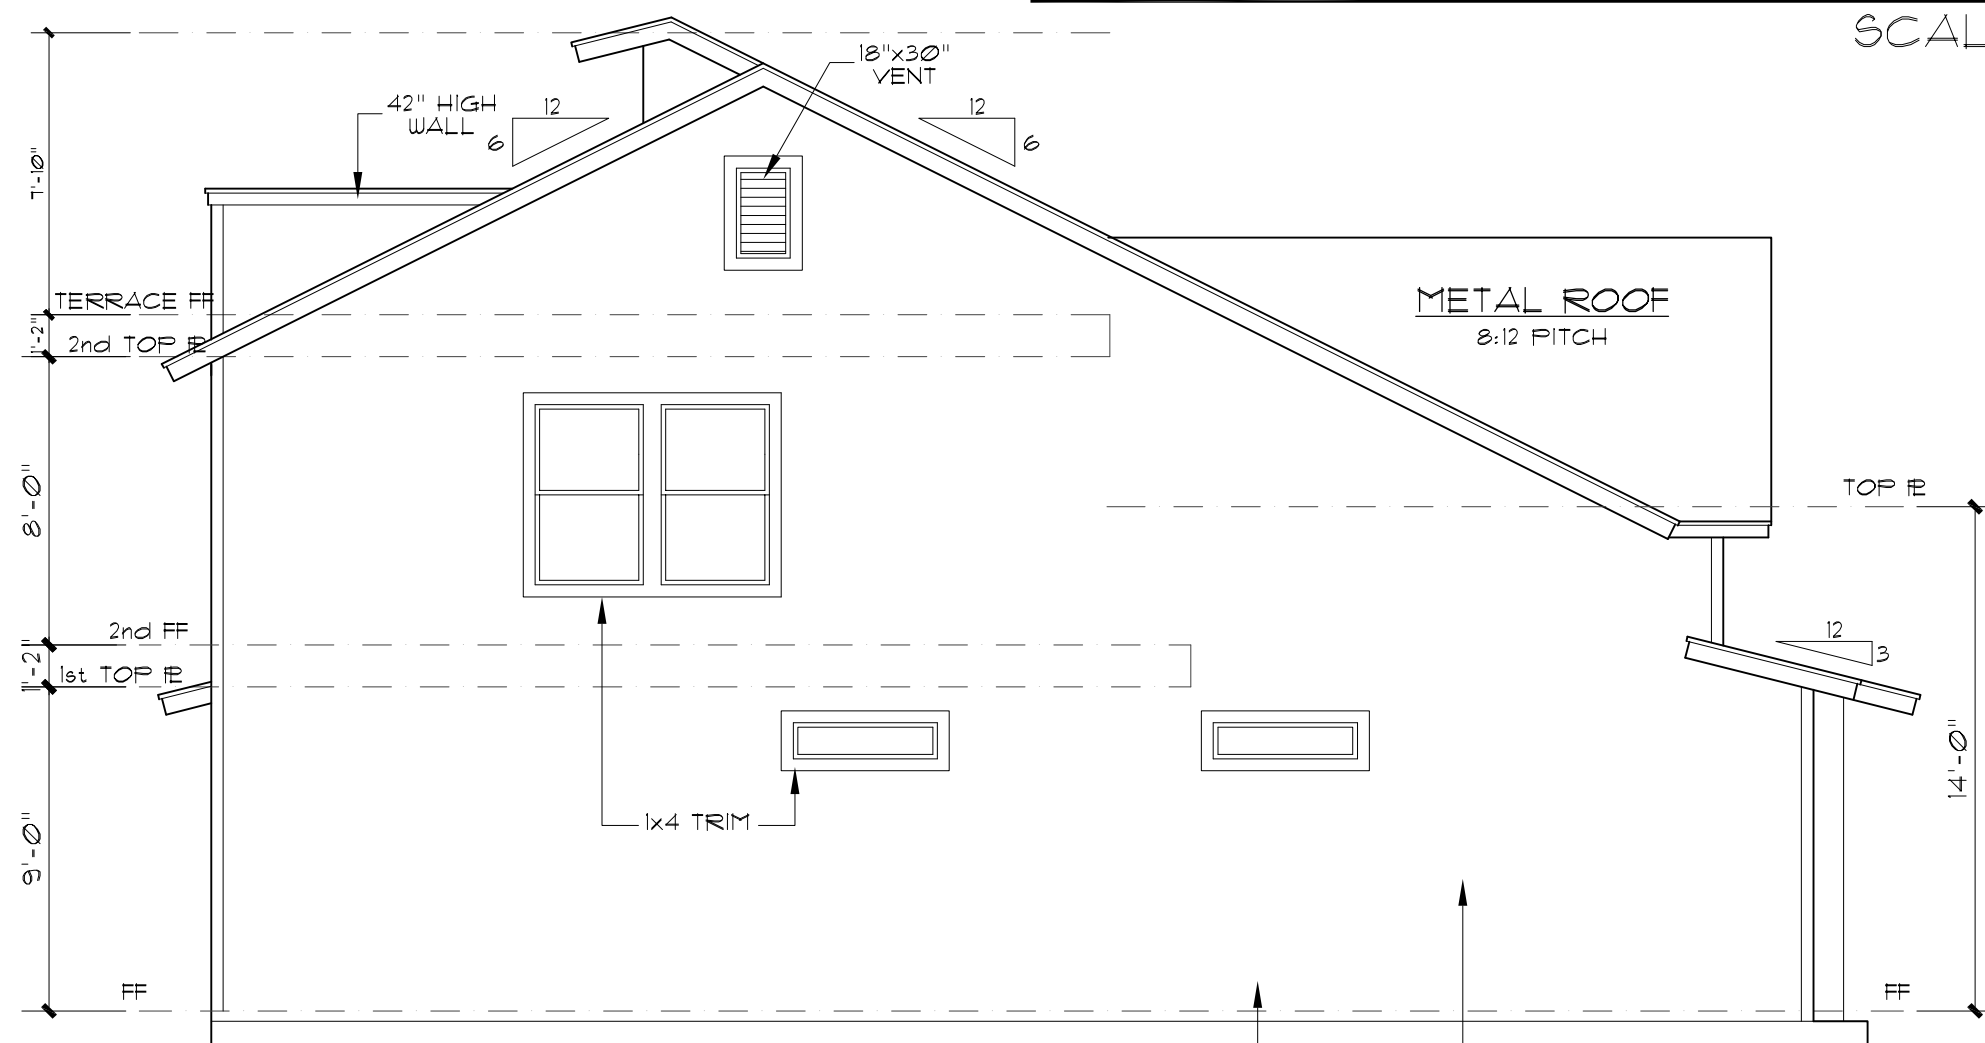 SCAL
18"x30"
VENT
42" HIGH
WALL
12
6
12
6
7'-10"
TERRACE FF
1'-2"
2nd TOP PL
METAL ROOF
8:12 PITCH
8'-0"
TOP PL
2nd FF
12
3
1'-2"
1st TOP PL
14'-0"
1x4 TRIM
9'-0"
FF
FF